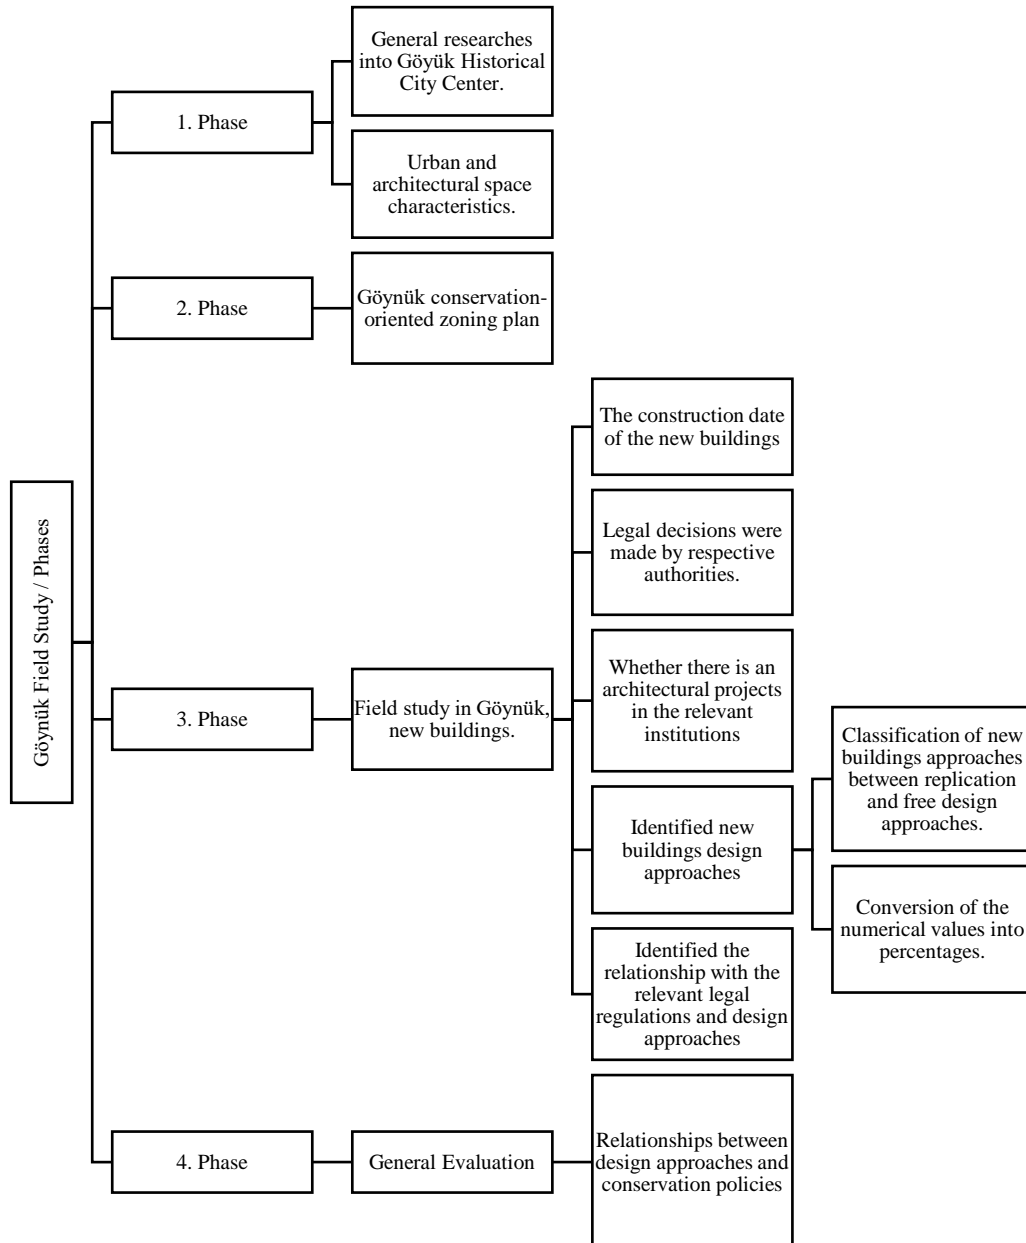 Göynük Field Study / Phases
1. Phase
General researches
into Göyük Historical
City Center.
Urban and
architectural space
characteristics.
2. Phase
Göynük conservation-
oriented zoning plan
3. Phase
Field study in Göynük,
new buildings.
The construction date
of the new buildings
Legal decisions were
made by respective
authorities.
Whether there is an
architectural projects
in the relevant
institutions
Identified new
buildings design
approaches
Classification of new
buildings approaches
between replication
and free design
approaches.
Conversion of the
numerical values into
percentages.
Identified the
relationship with the
relevant legal
regulations and design
approaches
4. Phase
General Evaluation
Relationships between
design approaches and
conservation policies